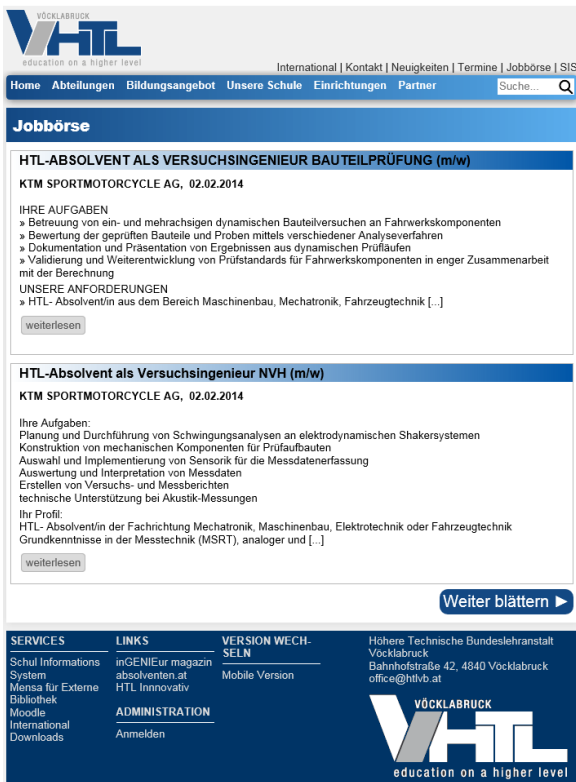 VÖCKLABRUCK
HTL
education on a higher level
International | Kontakt | Neuigkeiten | Termine | Jobbörse | SIS
Home Abteilungen Bildungsangebot Unsere Schule Einrichtungen Partner Suche...
Jobbörse
HTL-ABSOLVENT ALS VERSUCHSINGENIEUR BAUTEILPRÜFUNG (m/w)
KTM SPORTMOTORCYCLE AG, 02.02.2014
IHRE AUFGABEN
» Betreuung von ein- und mehrachsigen dynamischen Bauteilversuchen an Fahrwerkskomponenten
» Bewertung der geprüften Bauteile und Proben mittels verschiedener Analyseverfahren
» Dokumentation und Präsentation von Ergebnissen aus dynamischen Prüfläufen
» Validierung und Weiterentwicklung von Prüfstandards für Fahrwerkskomponenten in enger Zusammenarbeit
mit der Berechnung
UNSERE ANFORDERUNGEN
» HTL- Absolvent/in aus dem Bereich Maschinenbau, Mechatronik, Fahrzeugtechnik [...]
weiterlesen
HTL-Absolvent als Versuchsingenieur NVH (m/w)
KTM SPORTMOTORCYCLE AG, 02.02.2014
Ihre Aufgaben:
Planung und Durchführung von Schwingungsanalysen an elektrodynamischen Shakersystemen
Konstruktion von mechanischen Komponenten für Prüfaufbauten
Auswahl und Implementierung von Sensorik für die Messdatenerfassung
Auswertung und Interpretation von Messdaten
Erstellen von Versuchs- und Messberichten
technische Unterstützung bei Akustik-Messungen
Ihr Profil:
HTL- Absolvent/in der Fachrichtung Mechatronik, Maschinenbau, Elektrotechnik oder Fahrzeugtechnik
Grundkenntnisse in der Messtechnik (MSRT), analoger und [...]
weiterlesen
Weiter blättern ►
SERVICES
Schul Informations
System
Mensa für Externe
Bibliothek
Moodle
International
Downloads
LINKS
inGENIEur magazin
absolventen.at
HTL Innnovativ
ADMINISTRATION
Anmelden
VERSION WECH-
SELN
Mobile Version
Höhere Technische Bundeslehranstalt
Vöcklabruck
Bahnhofstraße 42, 4840 Vöcklabruck
office@htlvb.at
VÖCKLABRUCK
HTL
education on a higher level